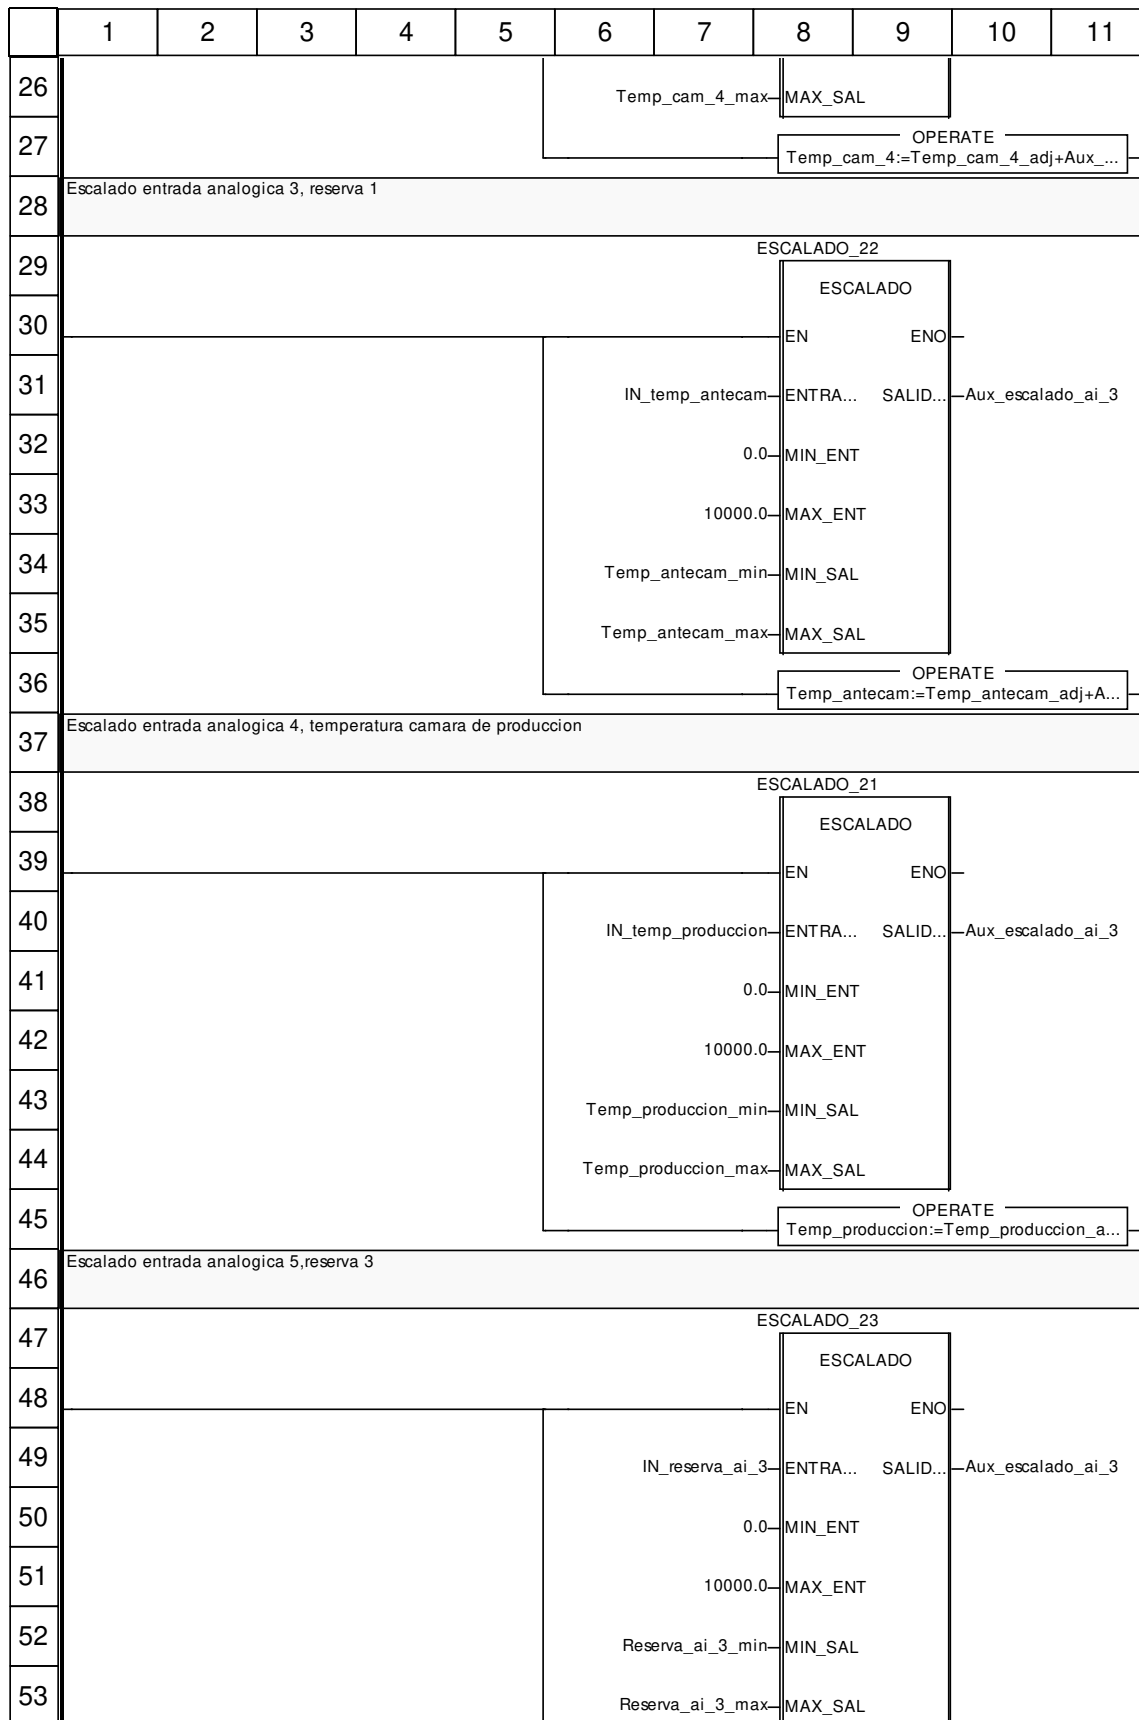 1 2 3 4 5 6 7 8 9 10 11
26
Temp_cam_4_max MAX_SAL
27
OPERATE
Temp_cam_4:=Temp_cam_4_adj+Aux_...
28
Escalado entrada analogica 3, reserva 1
ESCALADO_22
29
ESCALADO
30
EN ENO
31
IN_temp_antecam ENTRA... SALID... Aux_escalado_ai_3
32
0.0 MIN_ENT
33
10000.0 MAX_ENT
34
Temp_antecam_min MIN_SAL
35
Temp_antecam_max MAX_SAL
36
OPERATE
Temp_antecam:=Temp_antecam_adj+A...
37
Escalado entrada analogica 4, temperatura camara de produccion
ESCALADO_21
38
ESCALADO
39
EN ENO
40
IN_temp_produccion ENTRA... SALID... Aux_escalado_ai_3
41
0.0 MIN_ENT
42
10000.0 MAX_ENT
43
Temp_produccion_min MIN_SAL
44
Temp_produccion_max MAX_SAL
45
OPERATE
Temp_produccion:=Temp_produccion_a...
46
Escalado entrada analogica 5,reserva 3
ESCALADO_23
47
ESCALADO
48
EN ENO
49
IN_reserva_ai_3 ENTRA... SALID... Aux_escalado_ai_3
50
0.0 MIN_ENT
51
10000.0 MAX_ENT
52
Reserva_ai_3_min MIN_SAL
53
Reserva_ai_3_max MAX_SAL